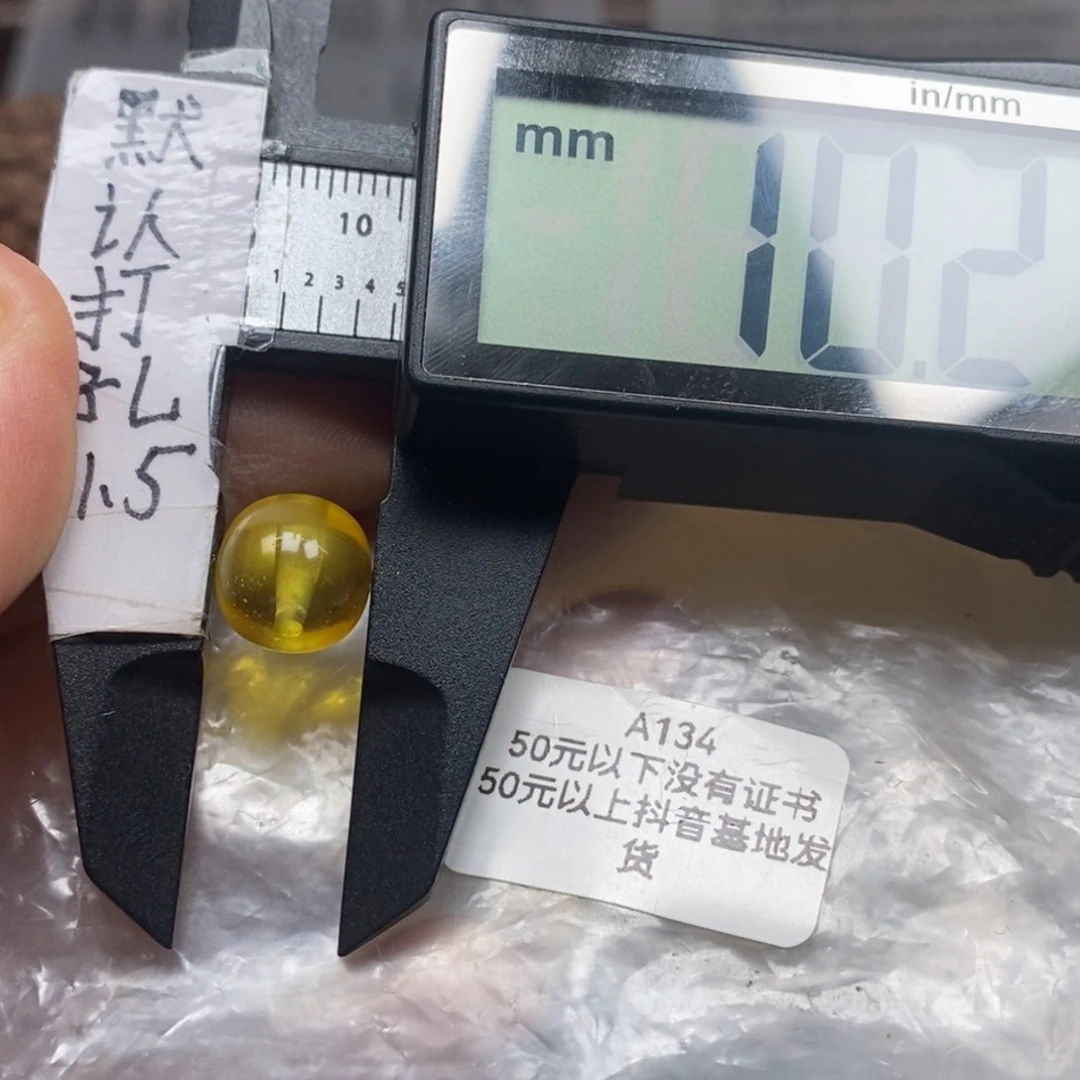 默
认
打
孔
1.5
in/mm
mm
10.2
10
1 2 3 4 5
A134
50元以下没有证书
50元以上抖音基地发
货